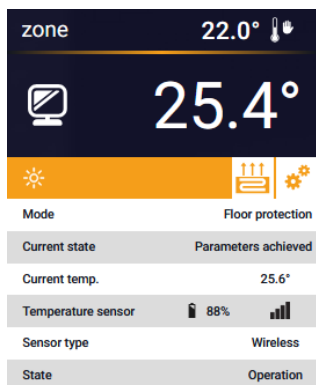 zone 22.0°
25.4°
Mode Floor protection
Current state Parameters achieved
Current temp. 25.6°
Temperature sensor 88%
Sensor type Wireless
State Operation